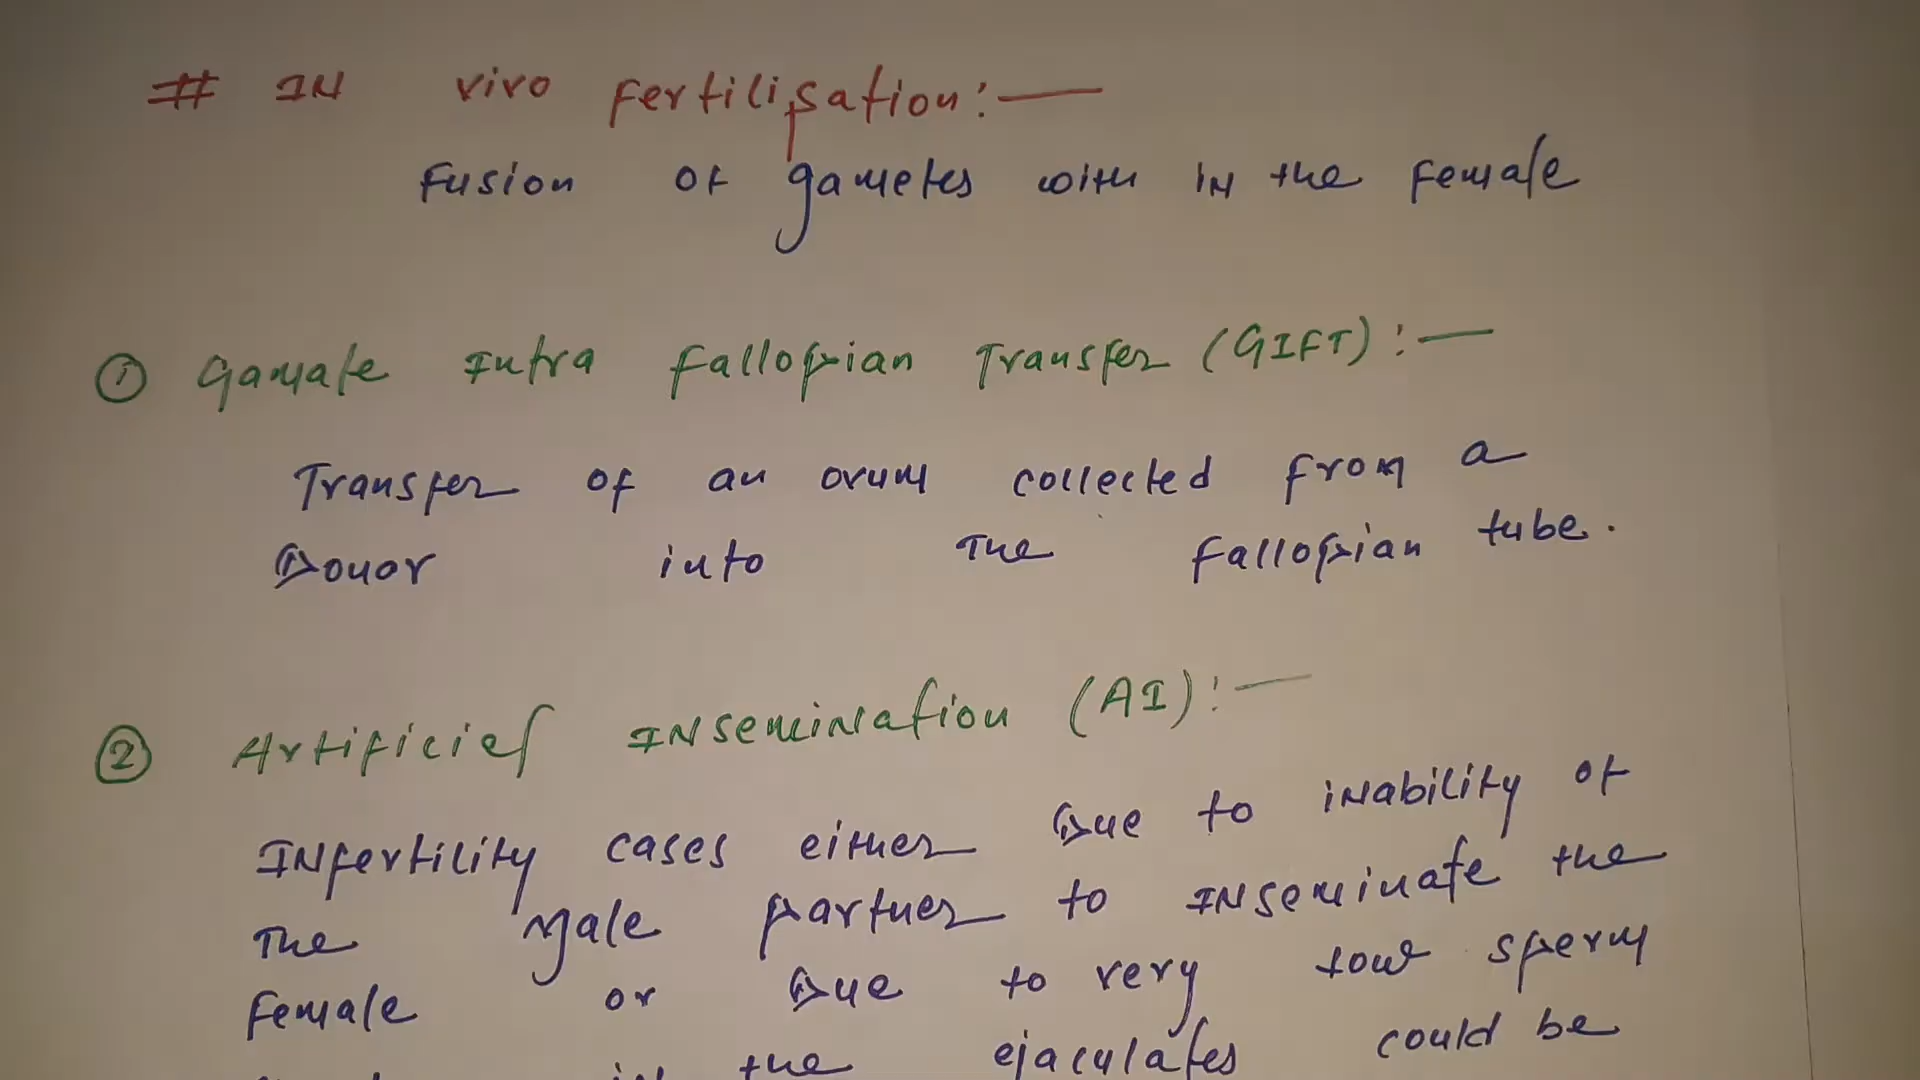 # IN vivo fertilisation:—
fusion of gametes with in the female
① Gamate Intra fallopian Transfer (GIFT):—
Transfer of an ovum collected from a
Donor into The fallopian tube.
② Artificial INsemination (AI):—
INfertility cases either Due to inability of
The male partner to INseminate the
female or Due to very low sperm
in the ejaculates could be